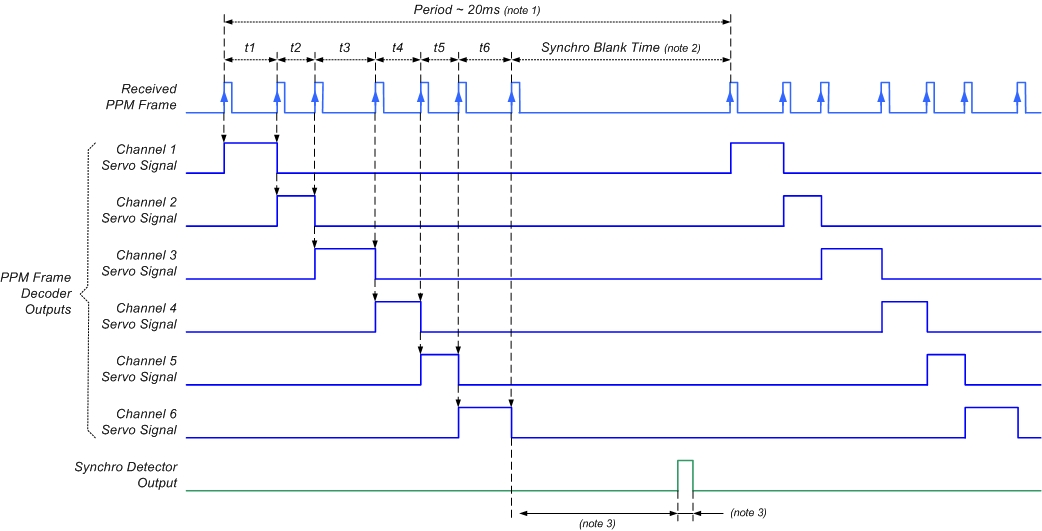 Period ~ 20ms (note 1)
t1 t2 t3 t4 t5 t6 Synchro Blank Time (note 2)
Received
PPM Frame
Channel 1
Servo Signal
Channel 2
Servo Signal
Channel 3
Servo Signal
PPM Frame
Decoder
Outputs
Channel 4
Servo Signal
Channel 5
Servo Signal
Channel 6
Servo Signal
Synchro Detector
Output
(note 3) (note 3)